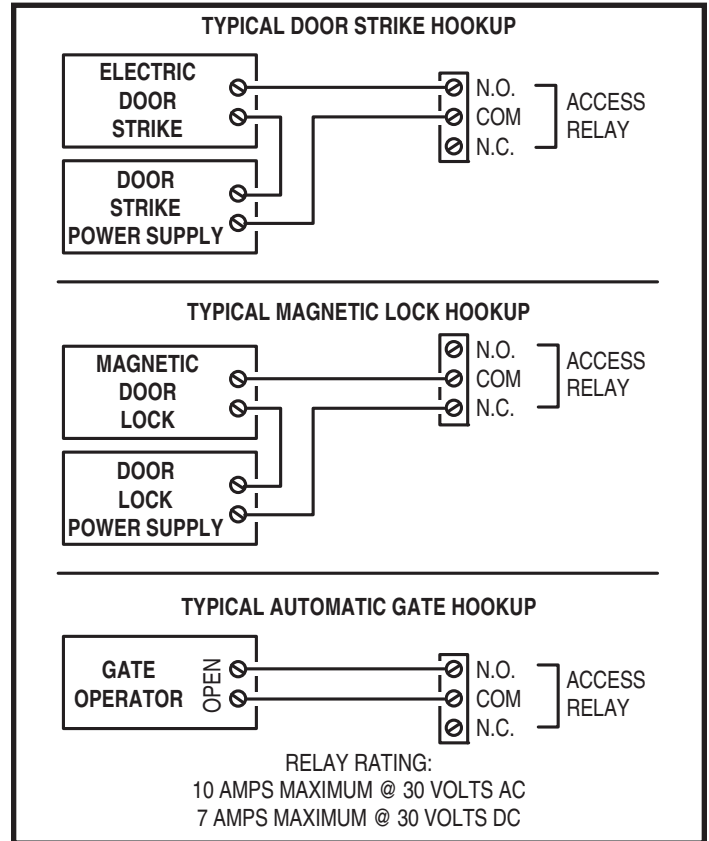 TYPICAL DOOR STRIKE HOOKUP
ELECTRIC
DOOR
STRIKE
DOOR
STRIKE
POWER SUPPLY
N.O.
COM
N.C.
ACCESS
RELAY
TYPICAL MAGNETIC LOCK HOOKUP
MAGNETIC
DOOR
LOCK
DOOR
LOCK
POWER SUPPLY
N.O.
COM
N.C.
ACCESS
RELAY
TYPICAL AUTOMATIC GATE HOOKUP
GATE
OPERATOR
OPEN
N.O.
COM
N.C.
ACCESS
RELAY
RELAY RATING:
10 AMPS MAXIMUM @ 30 VOLTS AC
7 AMPS MAXIMUM @ 30 VOLTS DC